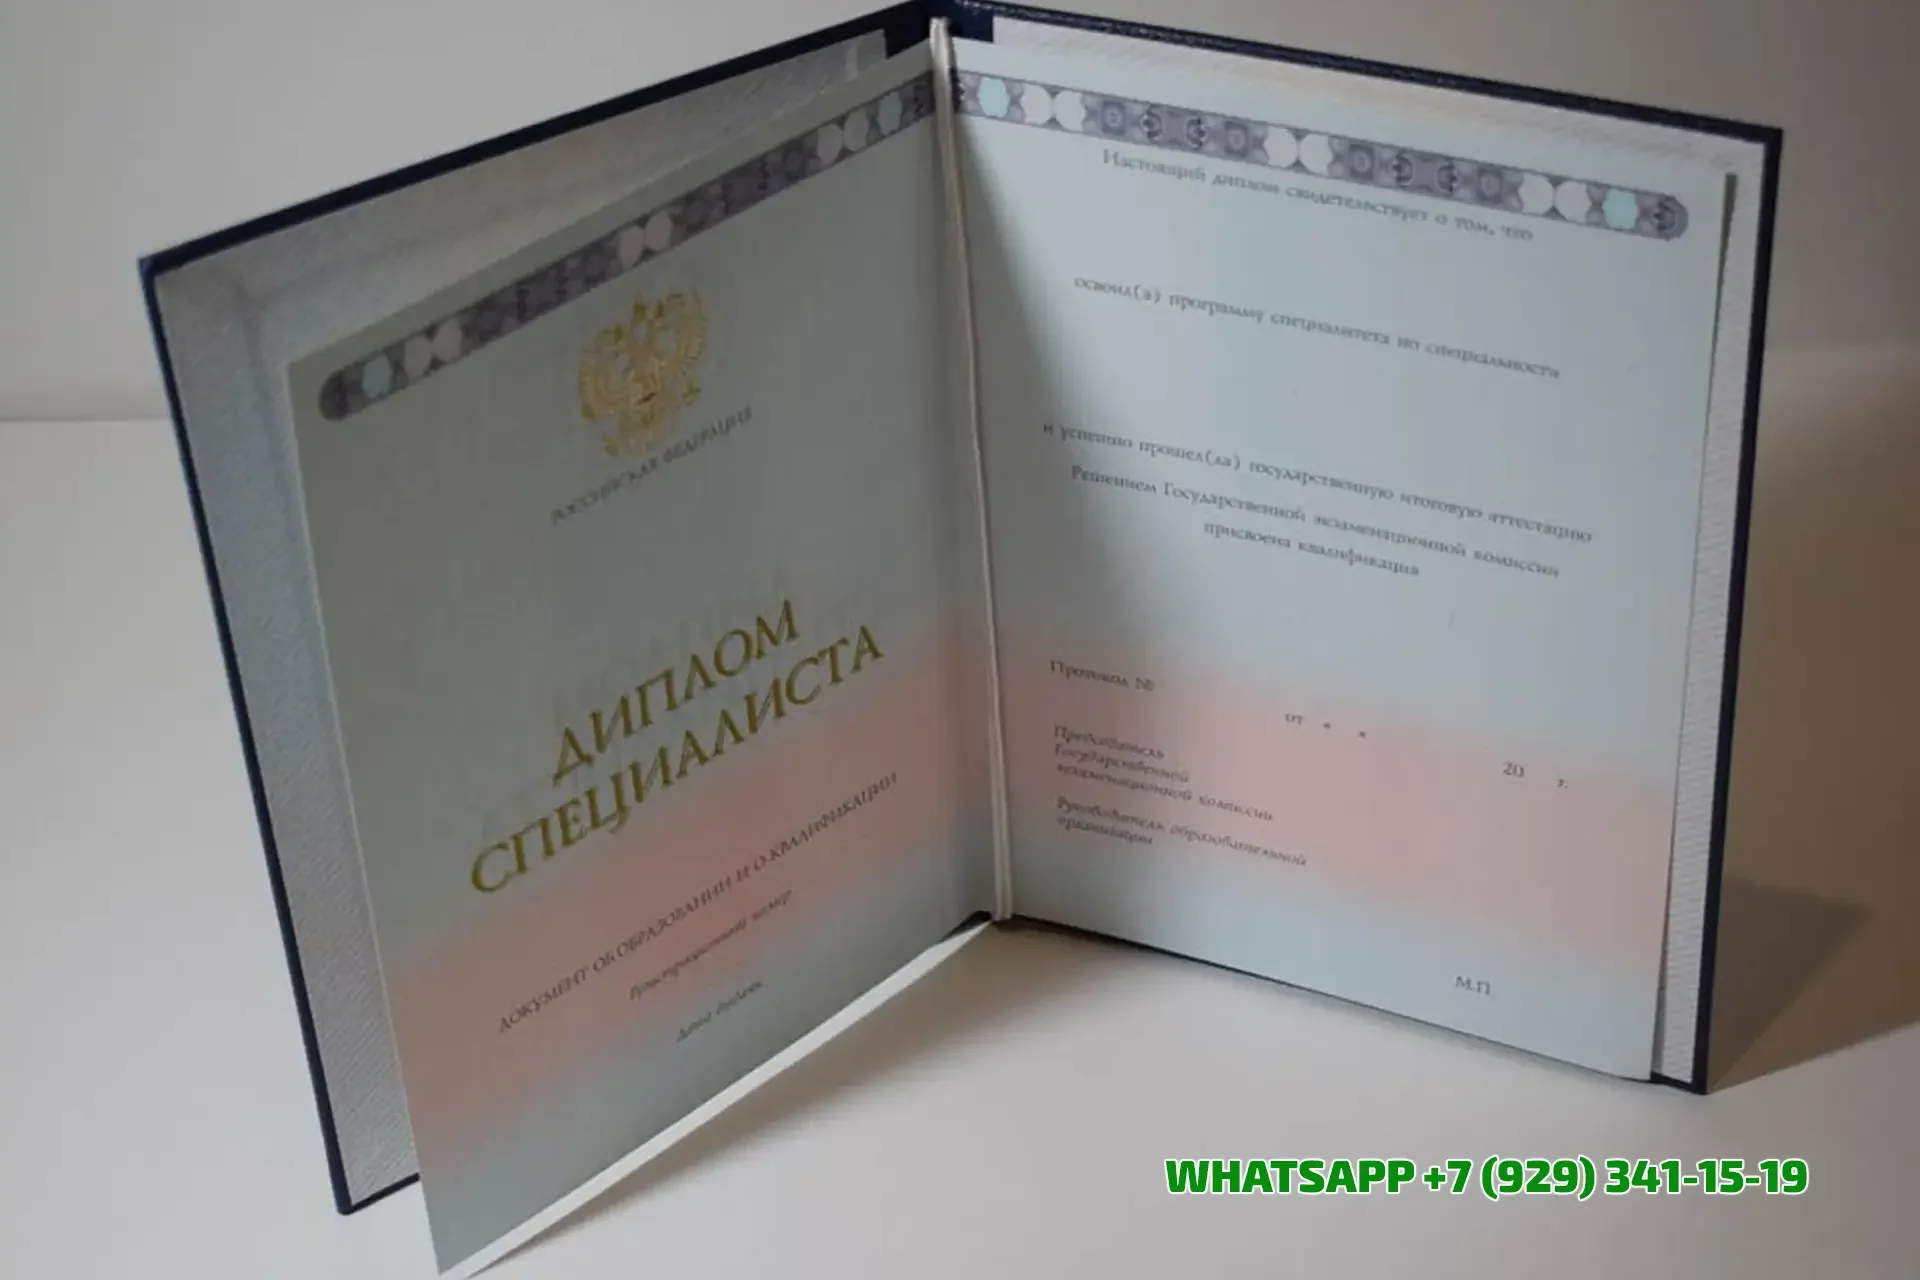 РОССИЙСКАЯ ФЕДЕРАЦИЯ
ДИПЛОМ
СПЕЦИАЛИСТА
ДОКУМЕНТ ОБ ОБРАЗОВАНИИ И О КВАЛИФИКАЦИИ
Регистрационный номер
Дата выдачи
Настоящий диплом свидетельствует о том, что
освоил(а) программу специалитета по специальности
и успешно прошел(ла) государственную итоговую аттестацию
Решением Государственной экзаменационной комиссии
присвоена квалификация
Протокол №
от « »
20 г.
Председатель
Государственной
экзаменационной комиссии
Руководитель образовательной
организации
М.П.
WHATSAPP +7 (929) 341-15-19